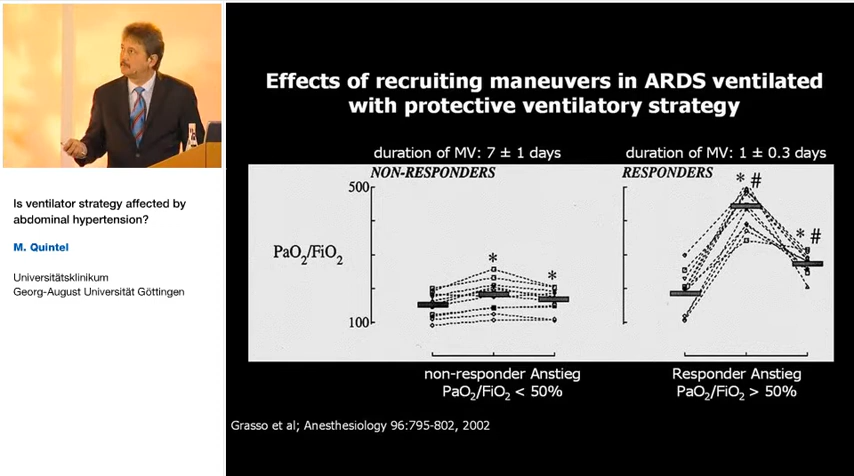 Effects of recruiting maneuvers in ARDS ventilated
with protective ventilatory strategy
duration of MV: 7 ± 1 days
duration of MV: 1 ± 0.3 days
NON-RESPONDERS
RESPONDERS
500
* #
*
*
* #
PaO₂/FiO₂
100
non-responder Anstieg
PaO₂/FiO₂ < 50%
Responder Anstieg
PaO₂/FiO₂ > 50%
Grasso et al; Anesthesiology 96:795-802, 2002
Is ventilator strategy affected by
abdominal hypertension?
M. Quintel
Universitätsklinikum
Georg-August Universität Göttingen